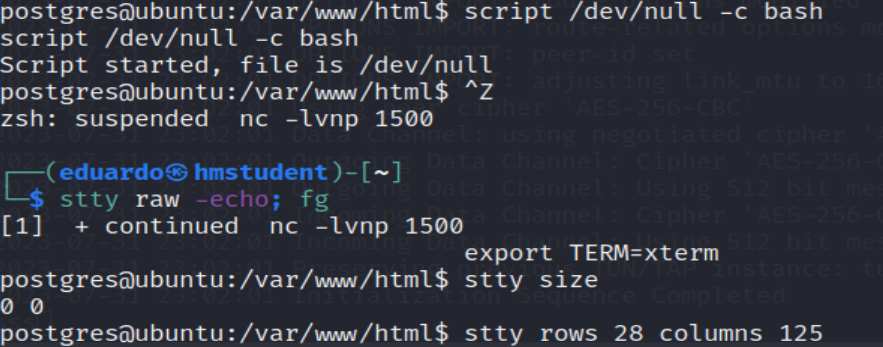 postgres@ubuntu:/var/www/html$ script /dev/null -c bash
script /dev/null -c bash
Script started, file is /dev/null
postgres@ubuntu:/var/www/html$ ^Z
zsh: suspended  nc -lvnp 1500
┌──(eduardo㉿hmstudent)-[~]
└─$ stty raw -echo; fg
[1]  + continued  nc -lvnp 1500
export TERM=xterm
postgres@ubuntu:/var/www/html$ stty size
0 0
postgres@ubuntu:/var/www/html$ stty rows 28 columns 125